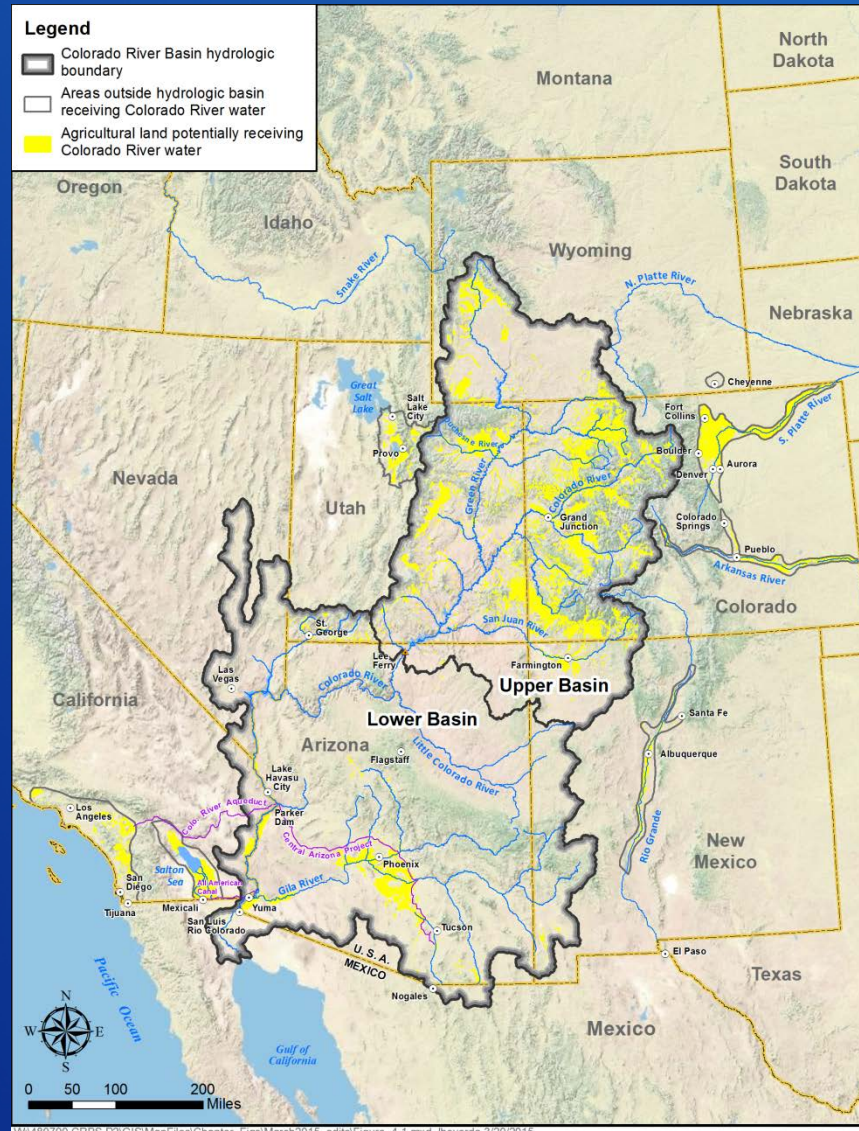 Legend
Colorado River Basin hydrologic
boundary
Areas outside hydrologic basin
receiving Colorado River water
Agricultural land potentially receiving
Colorado River water
North
Dakota
Montana
South
Dakota
Oregon
Idaho
Wyoming
Snake River
N. Platte River
Nebraska
Cheyenne
Great
Salt
Lake
Salt
Lake
City
Fort
Collins
S. Platte River
Provo
Boulder
Denver
Aurora
Nevada
Utah
Green River
Colorado River
Grand
Junction
Colorado
Springs
Pueblo
Arkansas River
Colorado
St.
George
San Juan River
Lee
Ferry
Farmington
Las
Vegas
Colorado River
Upper Basin
California
Lower Basin
Santa Fe
Arizona
Flagstaff
Little Colorado River
Albuquerque
Lake
Havasu
City
Los
Angeles
Parker
Dam
Central Arizona Project
Rio Grande
New
Mexico
Phoenix
Salton
Sea
San
Diego
All American
Canal
Gila River
Tijuana
Mexicali
Yuma
San Luis
Rio Colorado
Tucson
U. S. A.
MEXICO
El Paso
Nogales
Texas
Pacific Ocean
Mexico
N
W
E
S
Gulf of
California
0 50 100 200
Miles